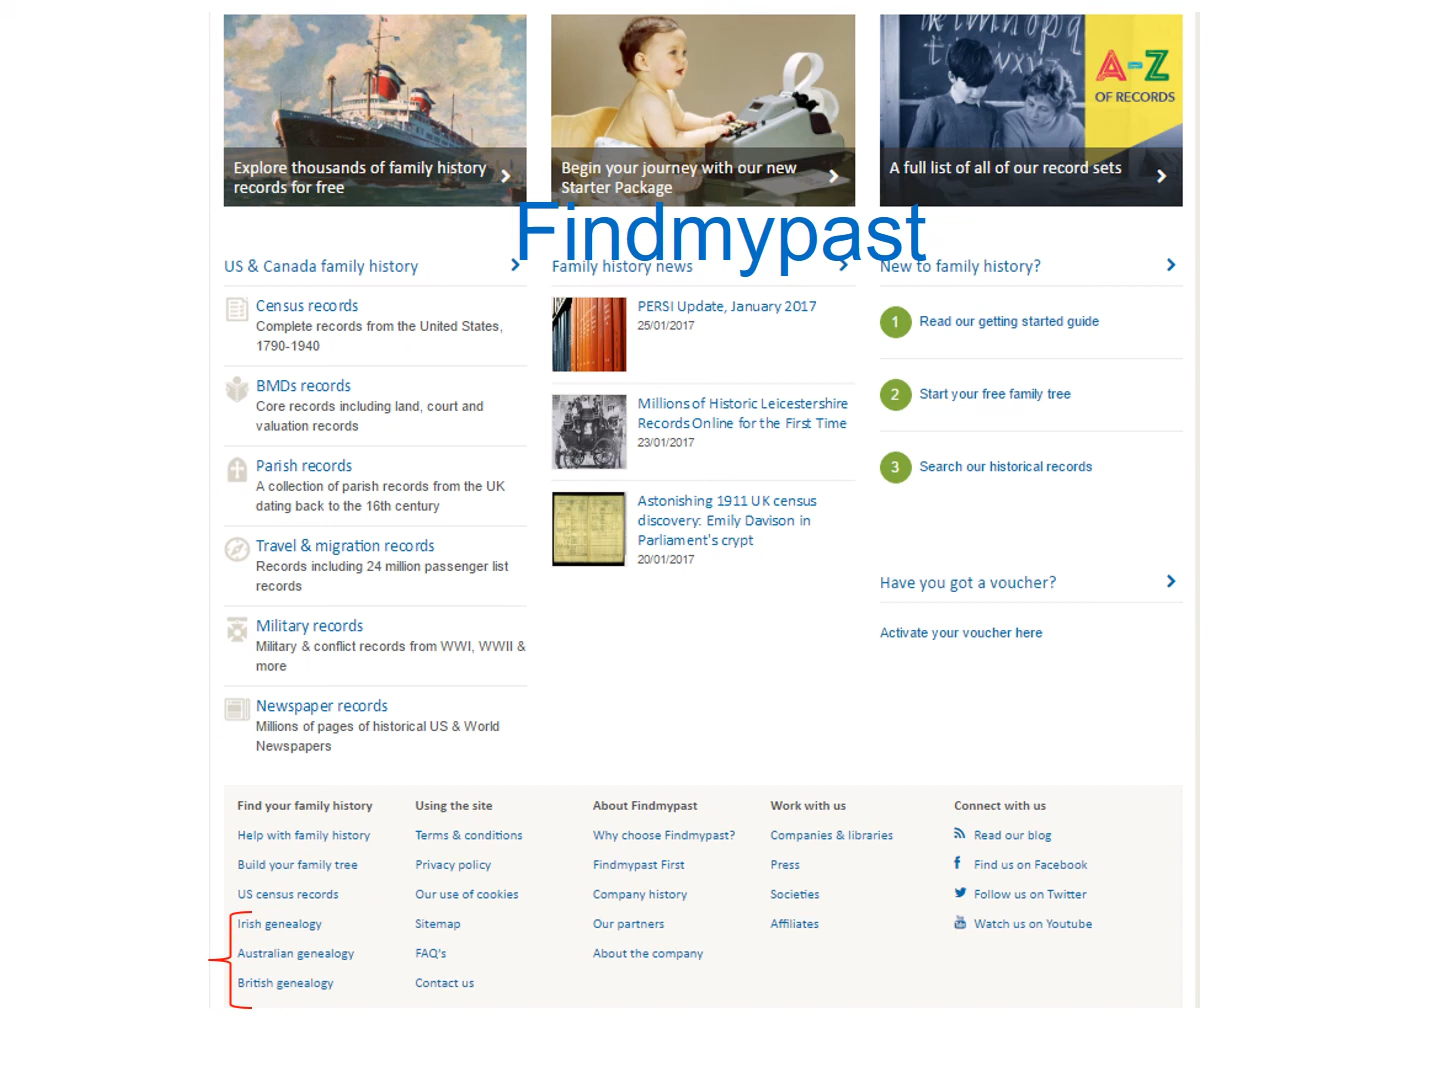 A-Z
OF RECORDS
Explore thousands of family history
records for free
Begin your journey with our new
Starter Package
A full list of all of our record sets
Findmypast
US & Canada family history
Census records
Complete records from the United States,
1790-1940
BMDs records
Core records including land, court and
valuation records
Parish records
A collection of parish records from the UK
dating back to the 16th century
Travel & migration records
Records including 24 million passenger list
records
Military records
Military & conflict records from WWI, WWII &
more
Newspaper records
Millions of pages of historical US & World
Newspapers
Family history news
PERSI Update, January 2017
25/01/2017
Millions of Historic Leicestershire
Records Online for the First Time
23/01/2017
Astonishing 1911 UK census
discovery: Emily Davison in
Parliament's crypt
20/01/2017
New to family history?
1 Read our getting started guide
2 Start your free family tree
3 Search our historical records
Have you got a voucher?
Activate your voucher here
Find your family history
Help with family history
Build your family tree
US census records
Irish genealogy
Australian genealogy
British genealogy
Using the site
Terms & conditions
Privacy policy
Our use of cookies
Sitemap
FAQ's
Contact us
About Findmypast
Why choose Findmypast?
Findmypast First
Company history
Our partners
About the company
Work with us
Companies & libraries
Press
Societies
Affiliates
Connect with us
Read our blog
Find us on Facebook
Follow us on Twitter
Watch us on Youtube